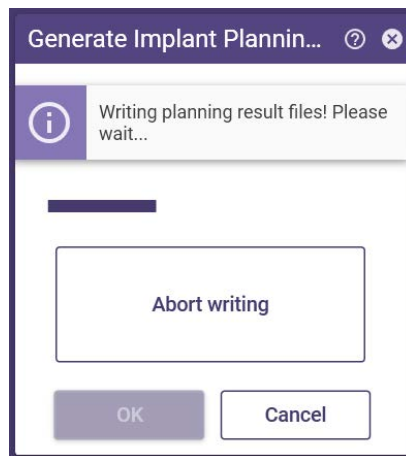 Generate Implant Plannin...
Writing planning result files! Please
wait...
Abort writing
OK
Cancel